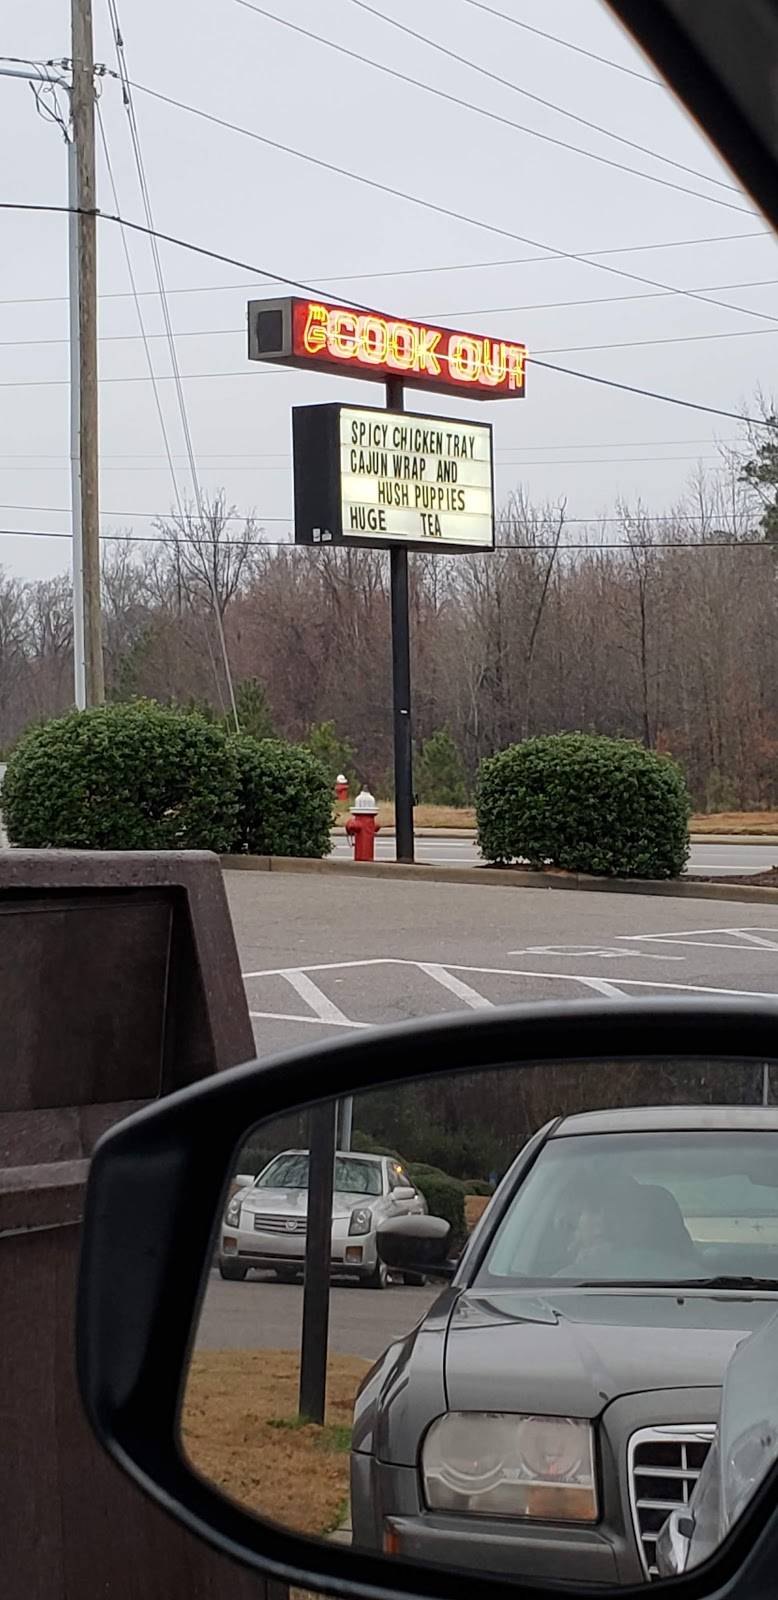 COOK OUT
SPICY CHICKEN TRAY
CAJUN WRAP AND
HUSH PUPPIES
HUGE TEA